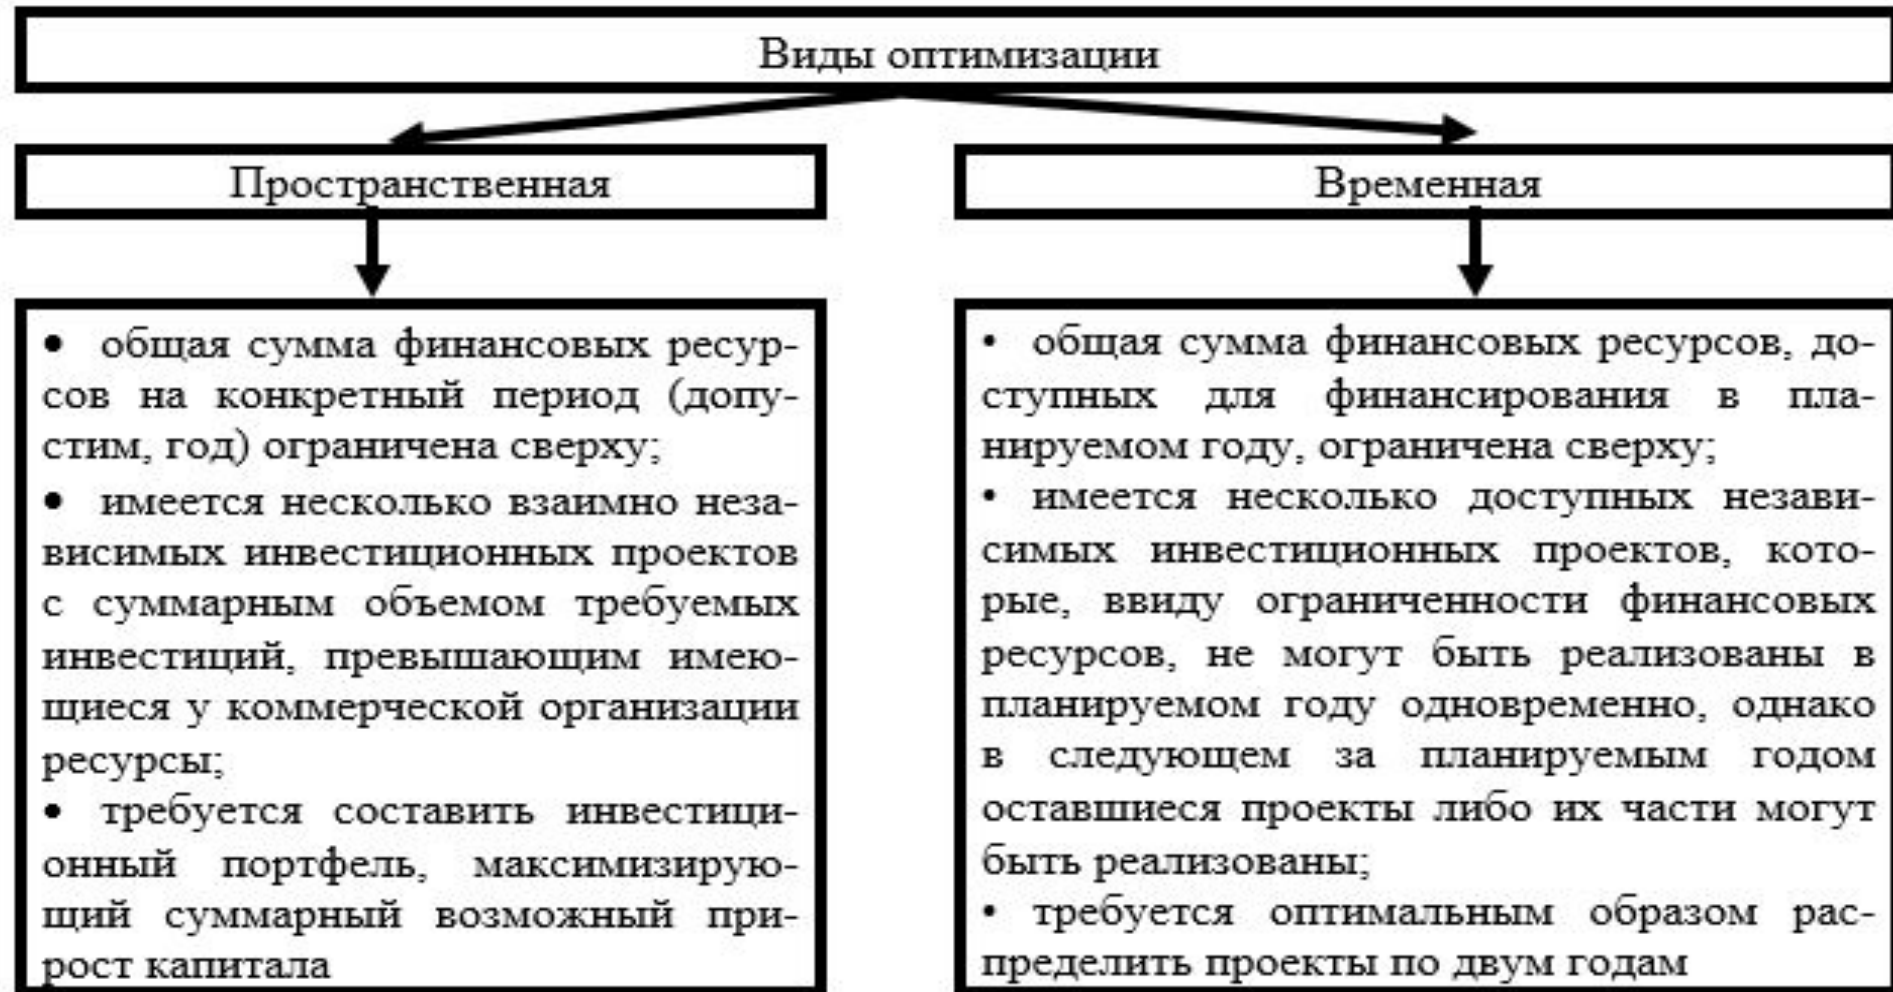 Виды оптимизации
Пространственная
Временная
• общая сумма финансовых ресур-
сов на конкретный период (допу-
стим, год) ограничена сверху;
• имеется несколько взаимно неза-
висимых инвестиционных проектов
с суммарным объемом требуемых
инвестиций, превышающим имею-
щиеся у коммерческой организации
ресурсы;
• требуется составить инвестици-
онный портфель, максимизирую-
щий суммарный возможный при-
рост капитала
• общая сумма финансовых ресурсов, до-
ступных для финансирования в пла-
нируемом году, ограничена сверху;
• имеется несколько доступных незави-
симых инвестиционных проектов, кото-
рые, ввиду ограниченности финансовых
ресурсов, не могут быть реализованы в
планируемом году одновременно, однако
в следующем за планируемым годом
оставшиеся проекты либо их части могут
быть реализованы;
• требуется оптимальным образом рас-
пределить проекты по двум годам